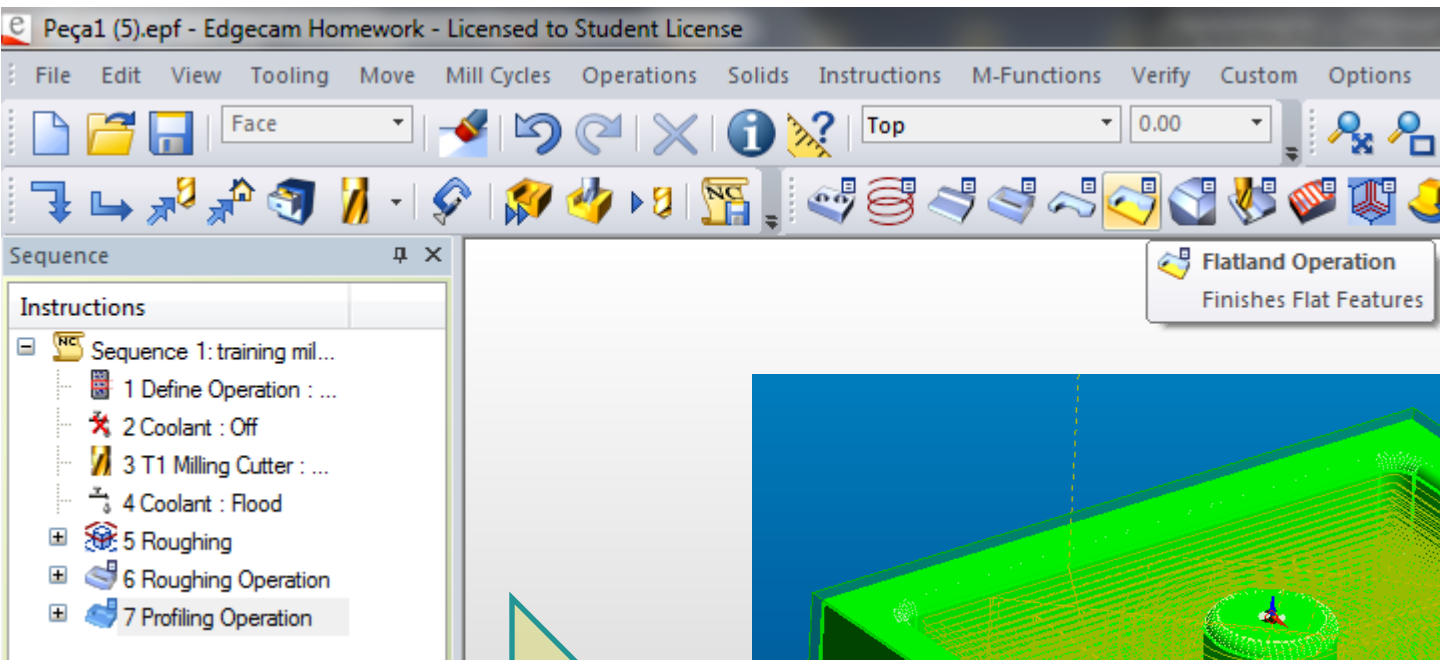 Peça1 (5).epf - Edgecam Homework - Licensed to Student License
File Edit View Tooling Move Mill Cycles Operations Solids Instructions M-Functions Verify Custom Options
Face Top 0.00
NC
Sequence
Flatland Operation
Finishes Flat Features
Instructions
NC Sequence 1: training mil...
1 Define Operation : ...
2 Coolant : Off
3 T1 Milling Cutter : ...
4 Coolant : Flood
5 Roughing
6 Roughing Operation
7 Profiling Operation